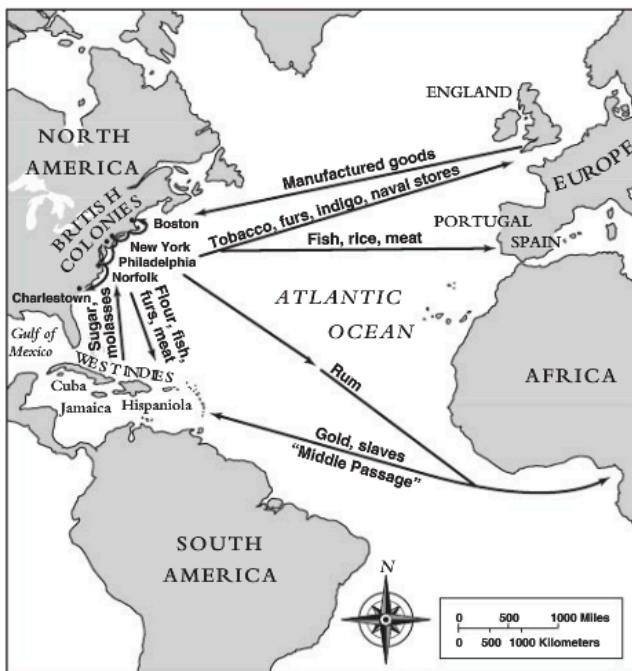 ENGLAND
NORTH
AMERICA
EUROPE
Manufactured goods
Tobacco, furs, indigo, naval stores
BRITISH
COLONIES
Boston
PORTUGAL
SPAIN
Fish, rice, meat
New York
Philadelphia
Norfolk
Charlestown
Sugar,
molasses
Flour, fish,
furs, meat
ATLANTIC
OCEAN
Gulf of
Mexico
WEST INDIES
Cuba
Jamaica
Hispaniola
Rum
AFRICA
Gold, slaves
"Middle Passage"
SOUTH
AMERICA
N
0 500 1000 Miles
0 500 1000 Kilometers